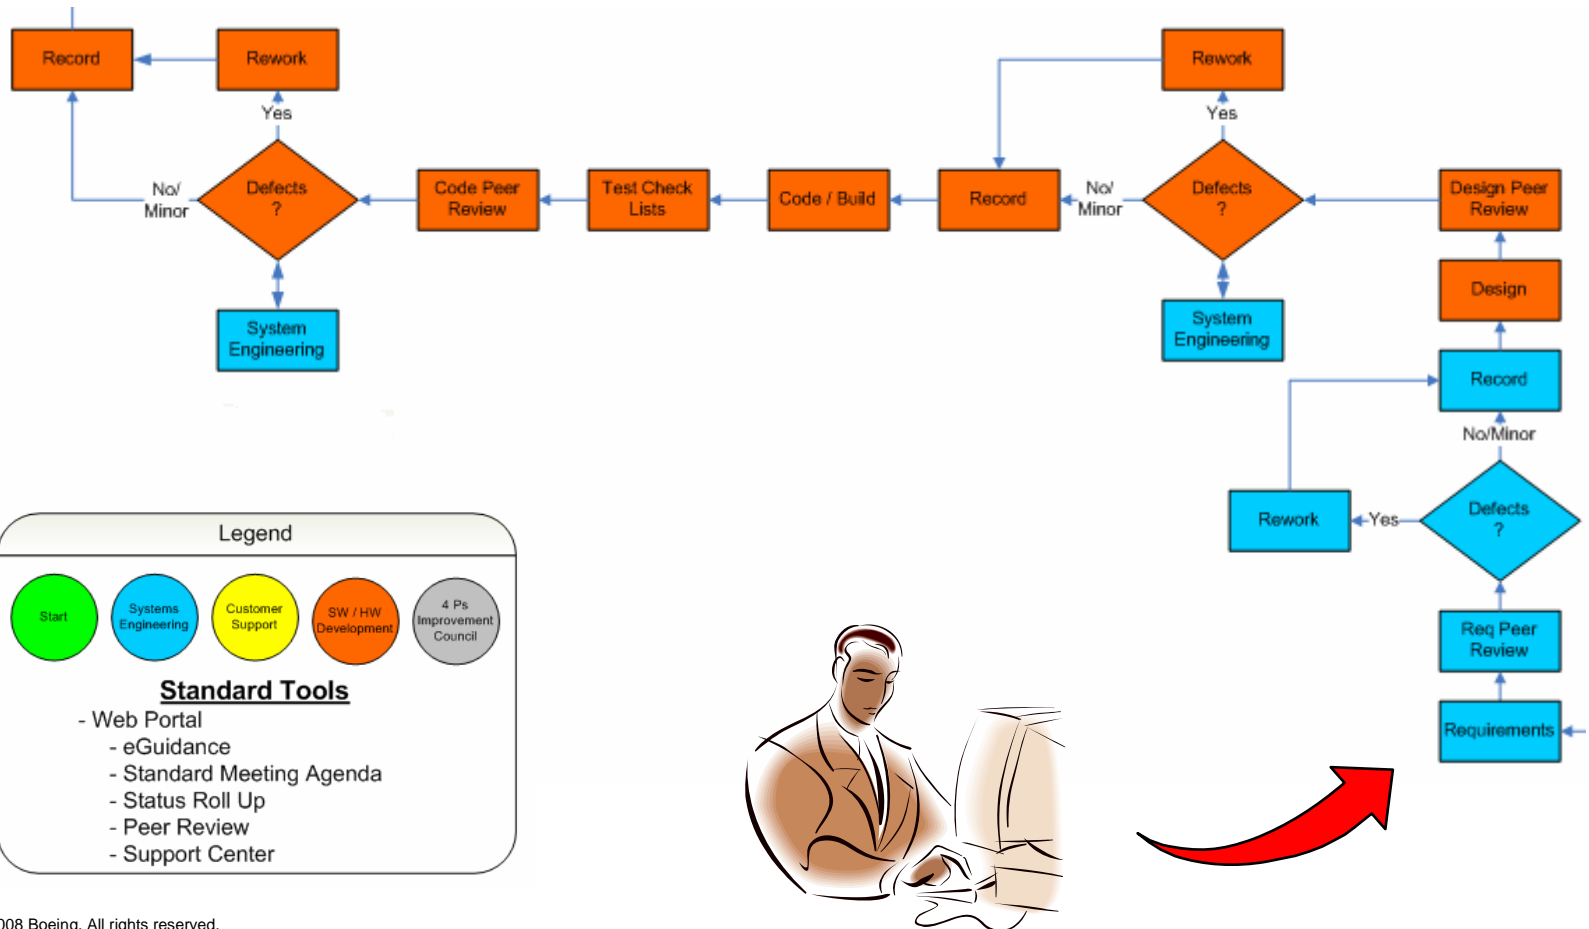 Record
Rework
Rework
Yes
Yes
No/
Minor
Defects
?
Code Peer
Review
Test Check
Lists
Code / Build
Record
No/
Minor
Defects
?
Design Peer
Review
Design
System
Engineering
System
Engineering
Record
No/Minor
Rework
Yes
Defects
?
Req Peer
Review
Requirements
Legend
Start
Systems
Engineering
Customer
Support
SW / HW
Development
4 Ps
Improvement
Council
Standard Tools
- Web Portal
- eGuidance
- Standard Meeting Agenda
- Status Roll Up
- Peer Review
- Support Center
008 Boeing. All rights reserved.